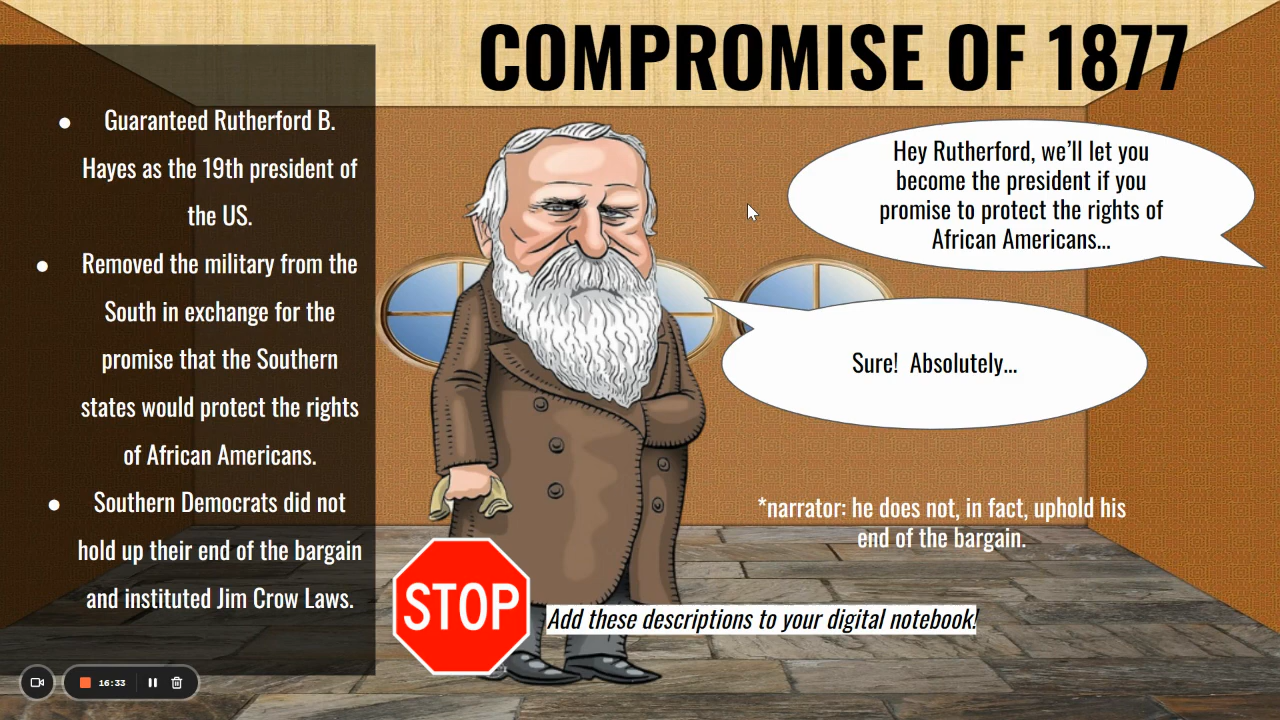 COMPROMISE OF 1877
● Guaranteed Rutherford B.
Hayes as the 19th president of
the US.
● Removed the military from the
South in exchange for the
promise that the Southern
states would protect the rights
of African Americans.
● Southern Democrats did not
hold up their end of the bargain
and instituted Jim Crow Laws.
Hey Rutherford, we’ll let you
become the president if you
promise to protect the rights of
African Americans...
Sure!  Absolutely...
*narrator: he does not, in fact, uphold his
end of the bargain.
STOP
Add these descriptions to your digital notebook!
16:33